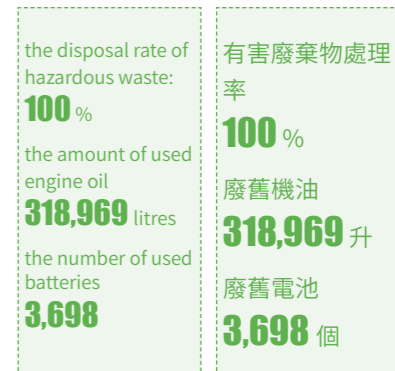 the disposal rate of
hazardous waste:
100 %
the amount of used
engine oil
318,969 litres
the number of used
batteries
3,698
有害廢棄物處理
率
100 %
廢舊機油
318,969 升
廢舊電池
3,698 個